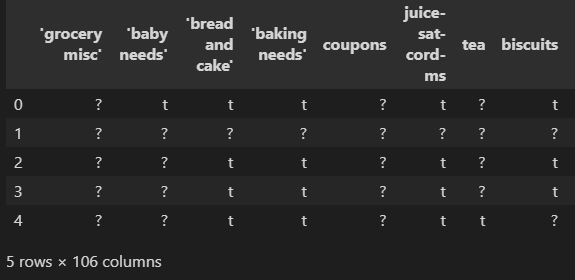 'grocery misc' 'baby needs' 'bread and cake' 'baking needs' coupons juice-sat-cord-ms tea biscuits
0 ? t t t ? t ? t
1 ? ? ? ? ? ? ? ?
2 ? ? t t ? t ? t
3 ? ? t t ? t ? t
4 ? ? t t ? t t ?
5 rows × 106 columns